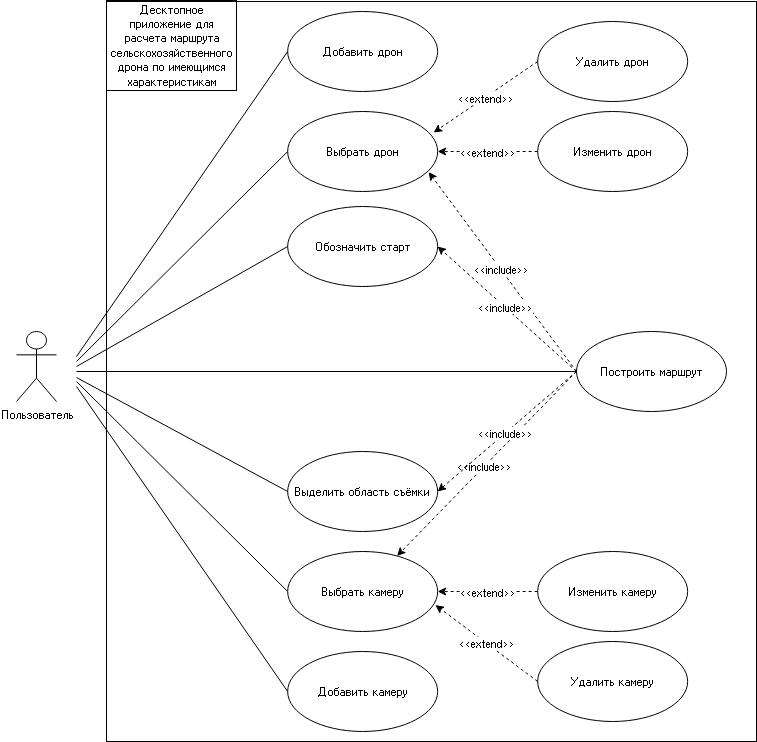 Десктопное
приложение для
расчета маршрута
сельскохозяйственного
дрона по имеющимся
характеристикам
Добавить дрон
Удалить дрон
<<extend>>
Выбрать дрон
<<extend>>
Изменить дрон
Обозначить старт
<<include>>
<<include>>
Построить маршрут
Пользователь
<<include>>
<<include>>
Выделить область съёмки
Выбрать камеру
<<extend>>
Изменить камеру
<<extend>>
Добавить камеру
Удалить камеру